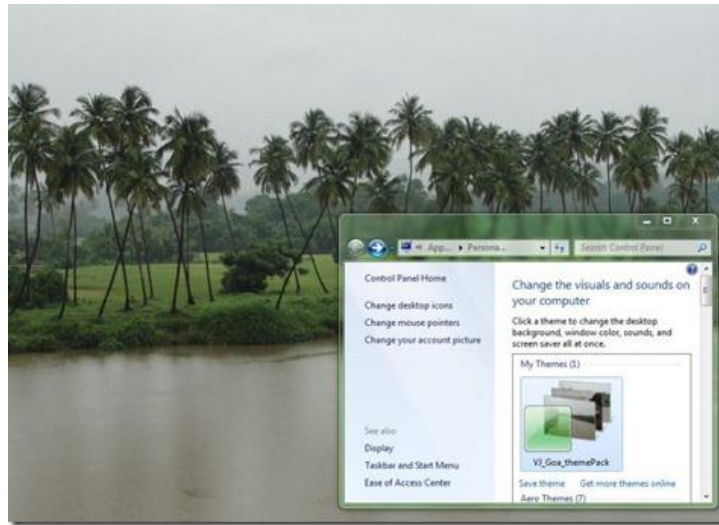 App... ▸ Persona...
Search Control Panel
Control Panel Home
Change desktop icons
Change mouse pointers
Change your account picture
See also
Display
Taskbar and Start Menu
Ease of Access Center
Change the visuals and sounds on
your computer
Click a theme to change the desktop
background, window color, sounds, and
screen saver all at once.
My Themes (1)
VJ_Goa_themePack
Save theme Get more themes online
Aero Themes (7)